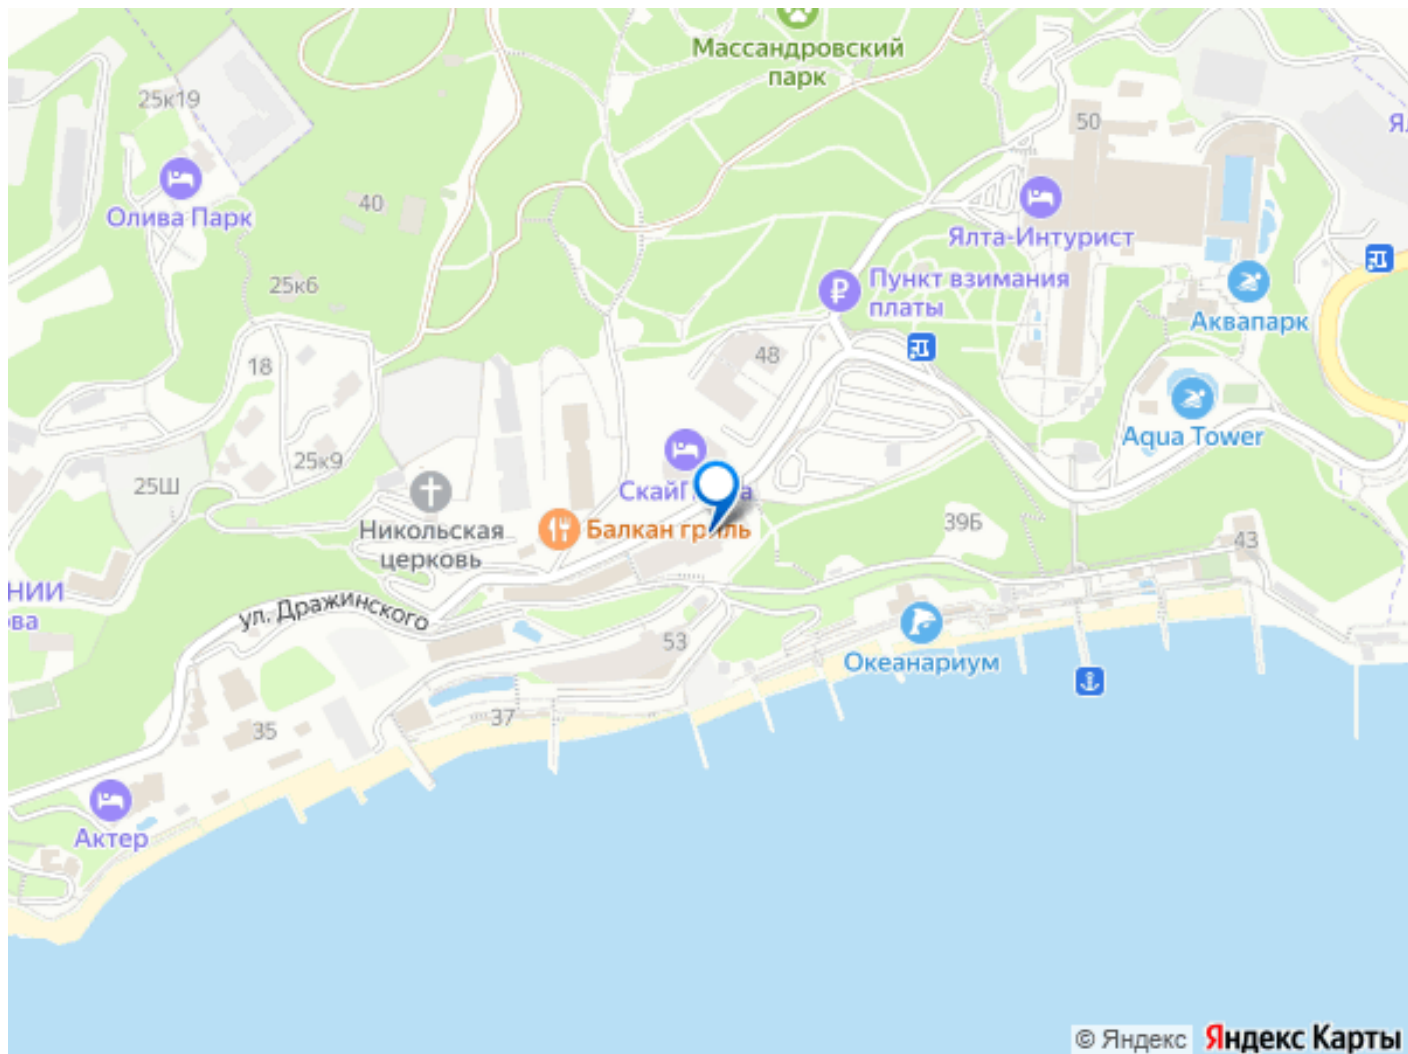 Массандровский
парк
25к19
50
Олива Парк
40
Ялта-Интурист
25к6
Пункт взимания
платы
Аквапарк
48
18
Aqua Tower
25к9
25Ш
Никольская
церковь
Балкан гриль
39Б
43
ул. Дражинского
53
Океанариум
37
35
Актер
© Яндекс
Яндекс Карты